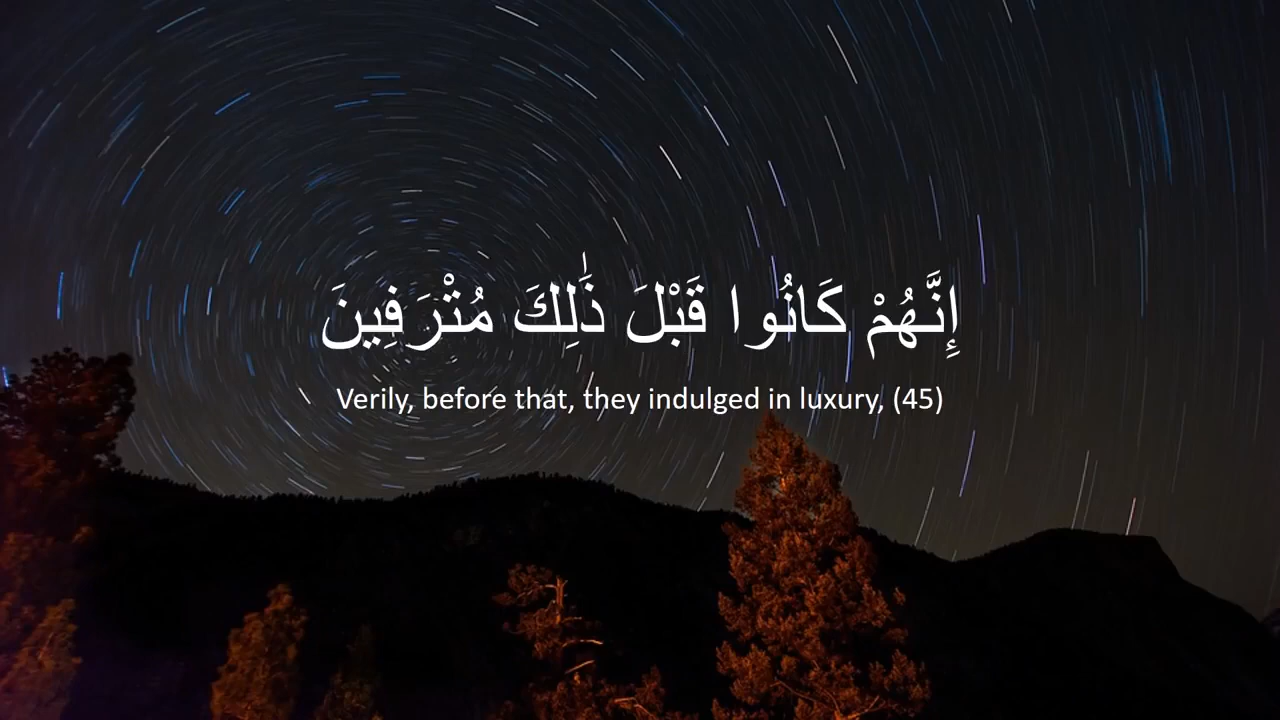 إِنَّهُمْ كَانُوا قَبْلَ ذَٰلِكَ مُتْرَفِينَ
Verily, before that, they indulged in luxury, (45)